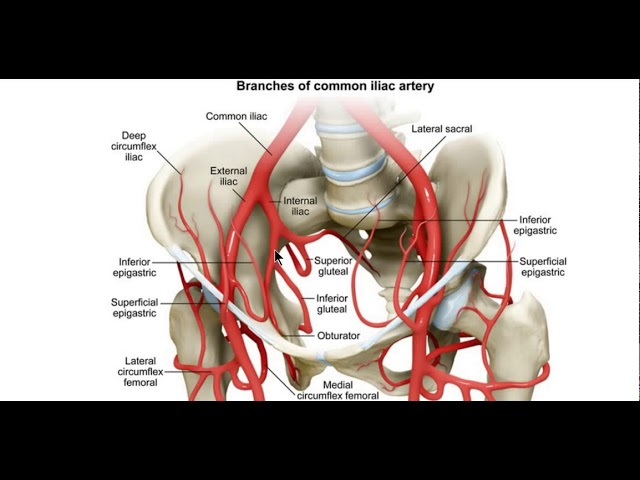 Branches of common iliac artery
Common iliac
Lateral sacral
Deep
circumflex
iliac
External
iliac
Internal
iliac
Inferior
epigastric
Inferior
epigastric
Superior
gluteal
Superficial
epigastric
Superficial
epigastric
Inferior
gluteal
Obturator
Lateral
circumflex
femoral
Medial
circumflex femoral